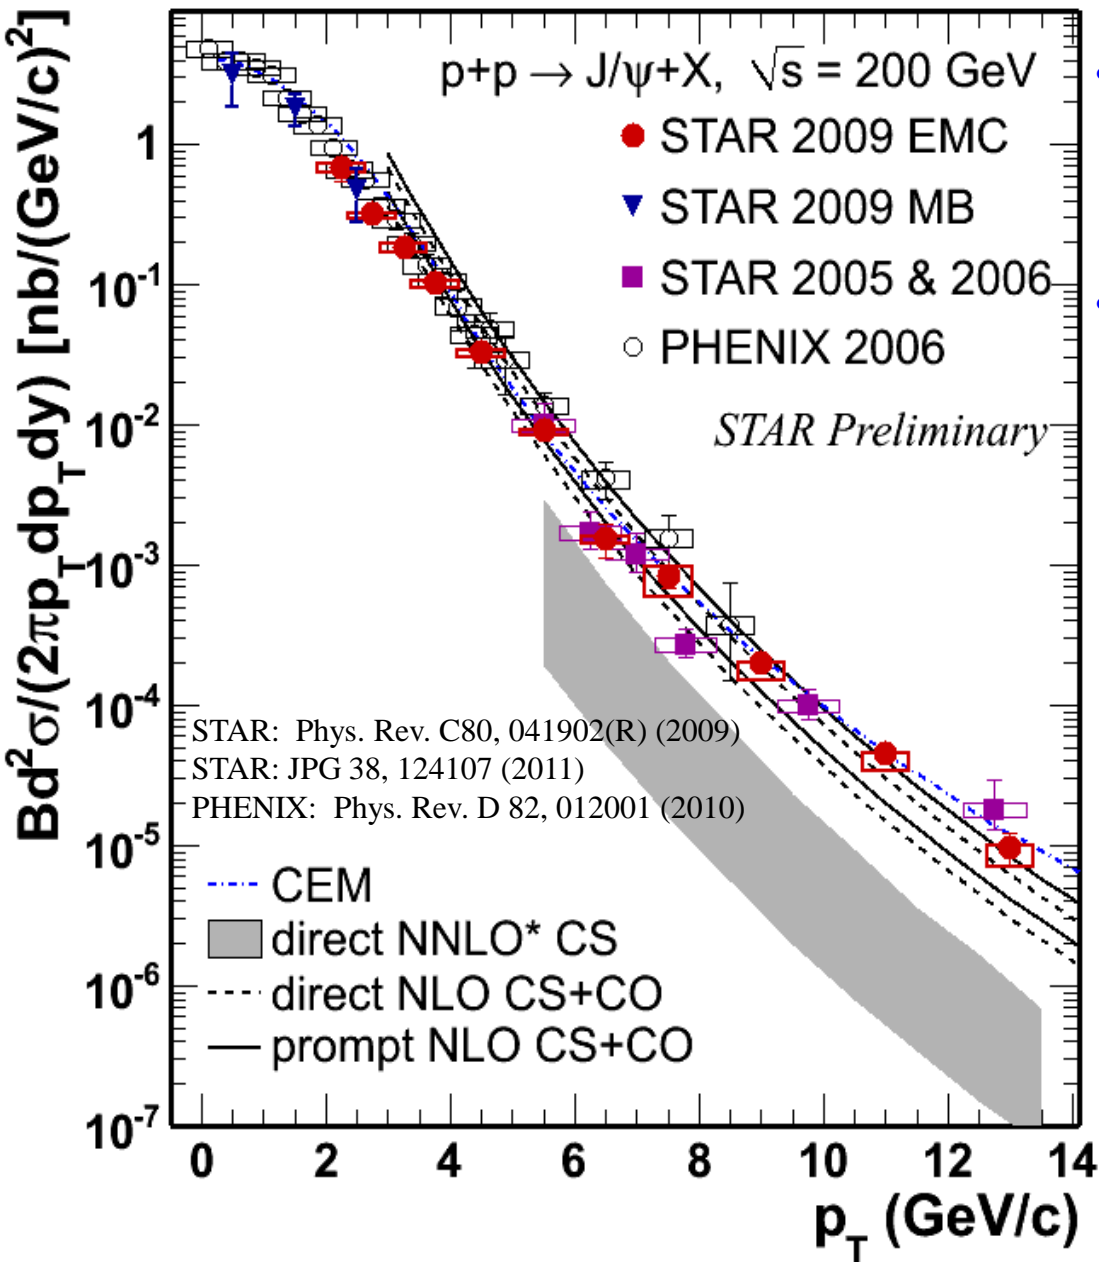 p+p → J/ψ+X, √s = 200 GeV
STAR 2009 EMC
STAR 2009 MB
STAR 2005 & 2006
PHENIX 2006
STAR Preliminary
STAR: Phys. Rev. C80, 041902(R) (2009)
STAR: JPG 38, 124107 (2011)
PHENIX: Phys. Rev. D 82, 012001 (2010)
CEM
direct NNLO* CS
direct NLO CS+CO
prompt NLO CS+CO
Bd²σ/(2πp_T dp_T dy) [nb/(GeV/c)²]
1
10⁻¹
10⁻²
10⁻³
10⁻⁴
10⁻⁵
10⁻⁶
10⁻⁷
0 2 4 6 8 10 12 14
p_T (GeV/c)